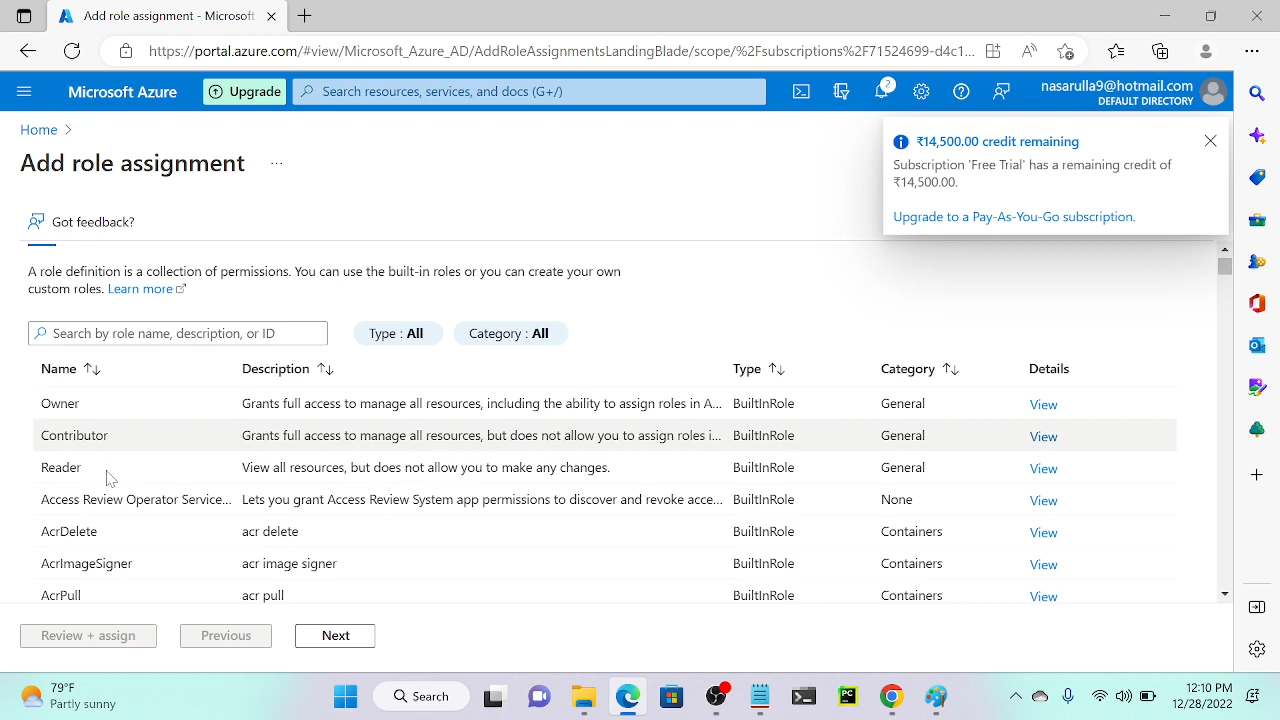 Add role assignment - Microsoft
https://portal.azure.com/#view/Microsoft_Azure_AD/AddRoleAssignmentsLandingBlade/scope/%2Fsubscriptions%2F71524699-d4c1...
Microsoft Azure
Upgrade
Search resources, services, and docs (G+/)
2
nasarulla9@hotmail.com
DEFAULT DIRECTORY
Home >
Add role assignment ...
₹14,500.00 credit remaining
Subscription 'Free Trial' has a remaining credit of
₹14,500.00.
Upgrade to a Pay-As-You-Go subscription.
Got feedback?
A role definition is a collection of permissions. You can use the built-in roles or you can create your own
custom roles. Learn more
Search by role name, description, or ID
Type : All
Category : All
Name ↑↓ Description ↑↓ Type ↑↓ Category ↑↓ Details
Owner Grants full access to manage all resources, including the ability to assign roles in A... BuiltInRole General View
Contributor Grants full access to manage all resources, but does not allow you to assign roles i... BuiltInRole General View
Reader View all resources, but does not allow you to make any changes. BuiltInRole General View
Access Review Operator Service... Lets you grant Access Review System app permissions to discover and revoke acce... BuiltInRole None View
AcrDelete acr delete BuiltInRole Containers View
AcrImageSigner acr image signer BuiltInRole Containers View
AcrPull acr pull BuiltInRole Containers View
Review + assign
Previous
Next
79°F
Partly sunny
Search
PC
12:10 PM
12/28/2022